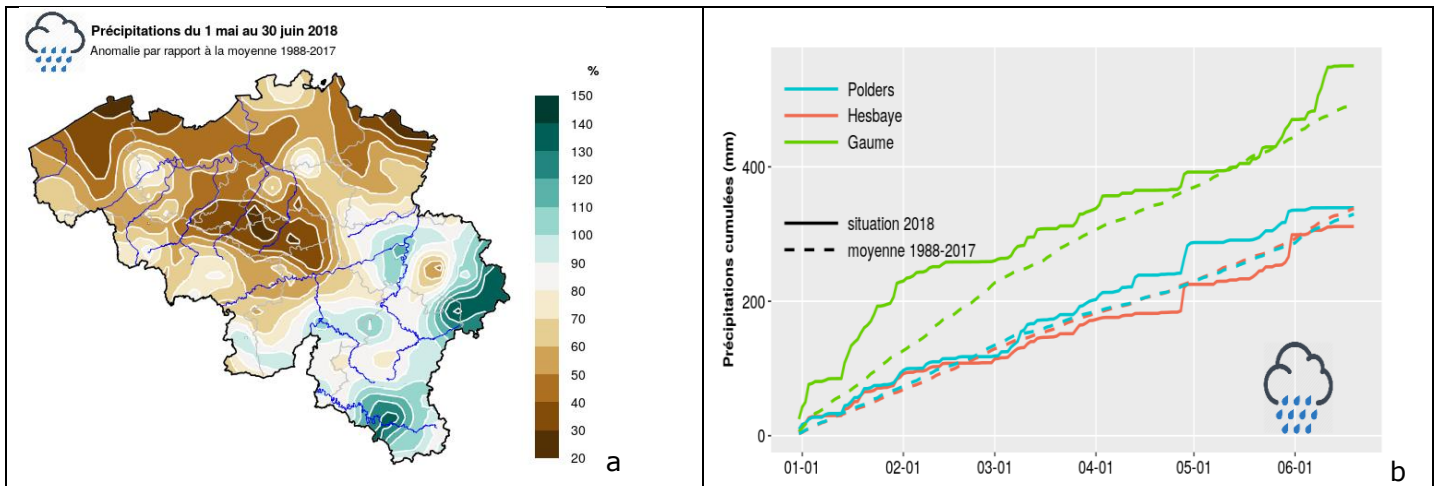 Précipitations du 1 mai au 30 juin 2018
Anomalie par rapport à la moyenne 1988-2017
%
150
140
130
120
110
100
90
80
70
60
50
40
30
20
a
Précipitations cumulées (mm)
400
200
0
Polders
Hesbaye
Gaume
situation 2018
moyenne 1988-2017
01-01 02-01 03-01 04-01 05-01 06-01
b